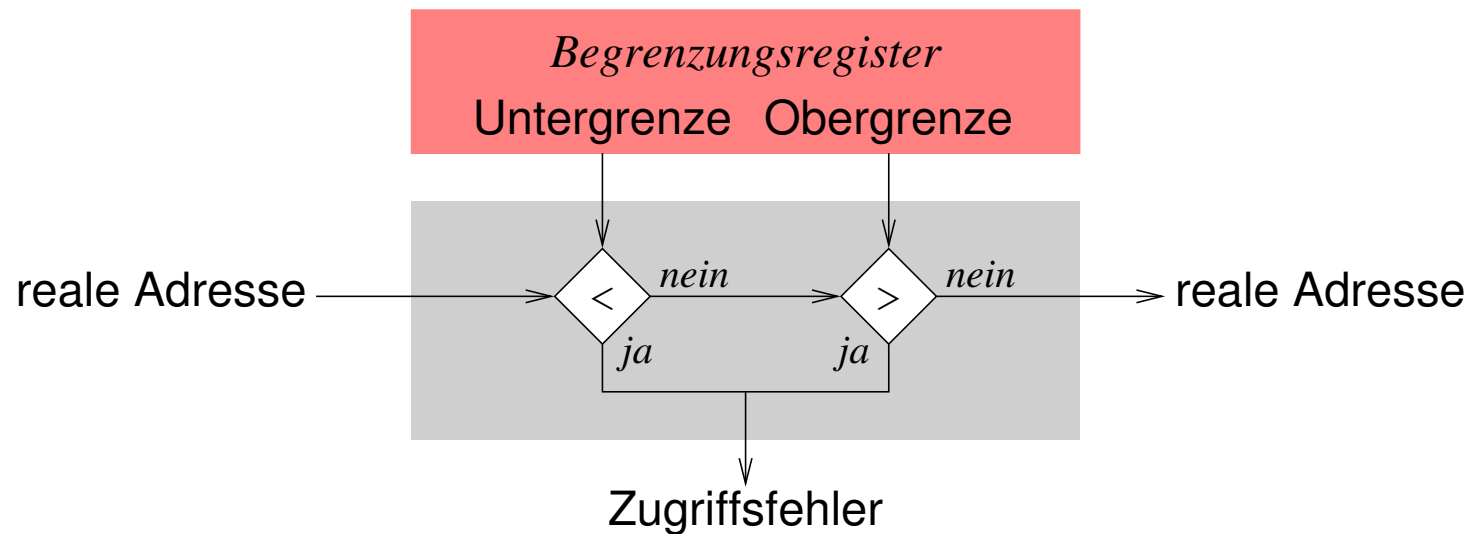 Begrenzungsregister
Untergrenze Obergrenze
reale Adresse < nein > nein reale Adresse
ja ja
Zugriffsfehler